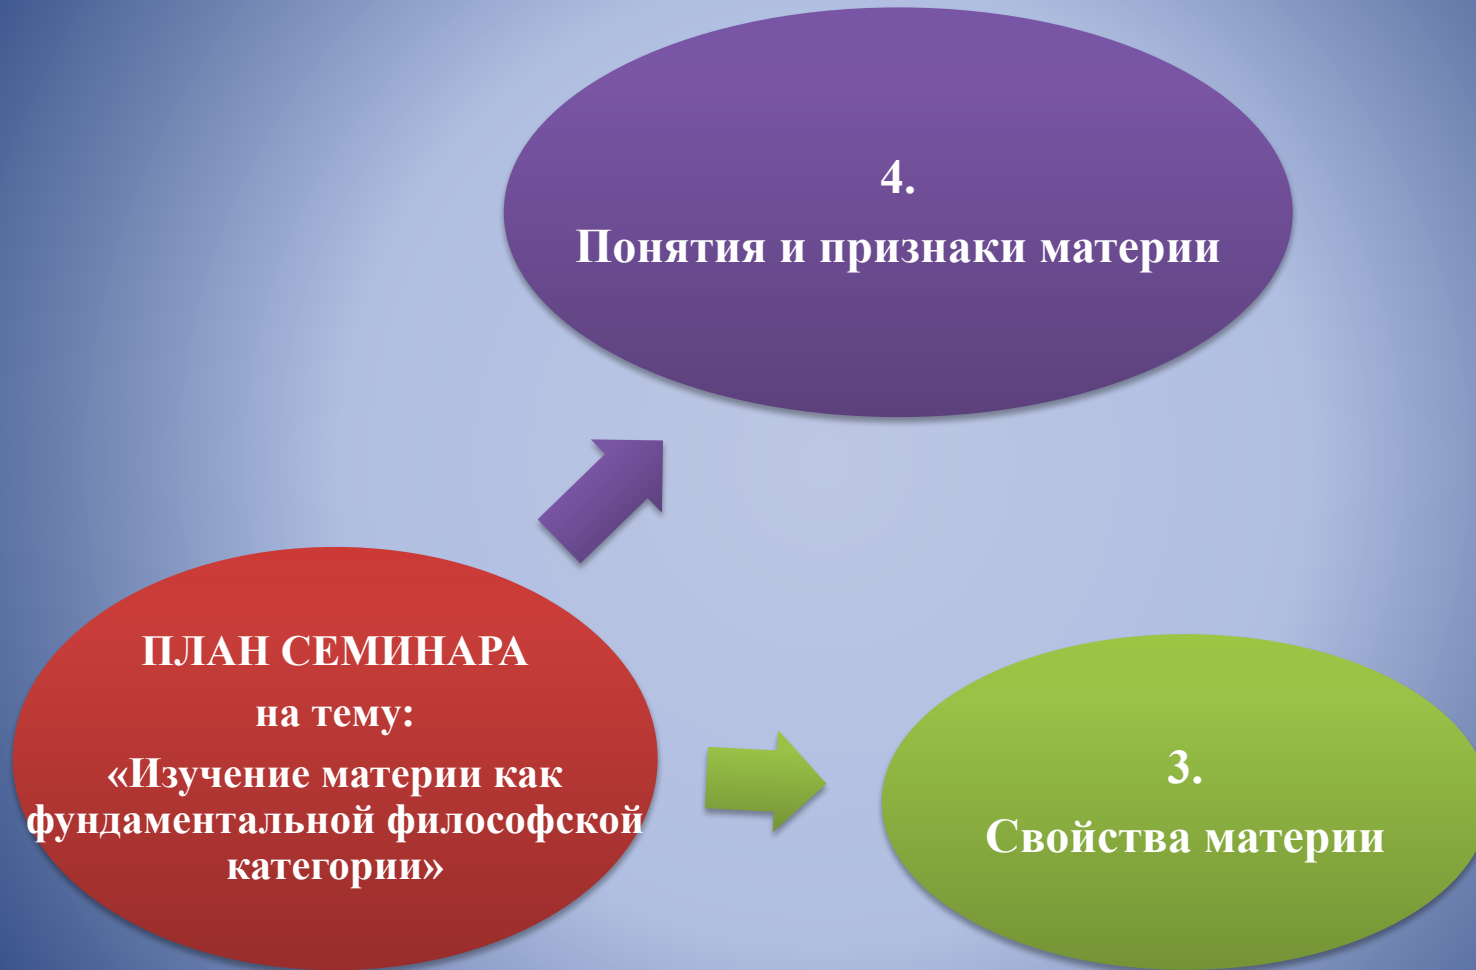 4.
Понятия и признаки материи
ПЛАН СЕМИНАРА
на тему:
«Изучение материи как
фундаментальной философской
категории»
3.
Свойства материи